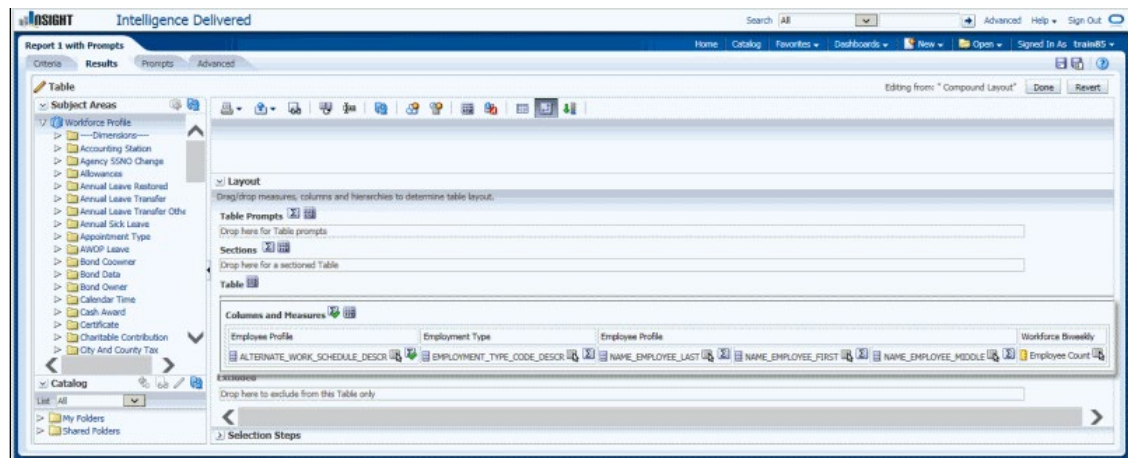 INSIGHT Intelligence Delivered Search All Advanced Help Sign Out
Report 1 with Prompts Home Catalog Favorites Dashboards New Open Signed In As train85
Criteria Results Prompts Advanced
Table Editing from: "Compound Layout" Done Revert
Subject Areas
Workforce Profile
----Dimensions----
Accounting Station
Agency SSNO Change
Allowances
Annual Leave Restored
Annual Leave Transfer
Annual Leave Transfer Othe
Annual Sick Leave
Appointment Type
AWOP Leave
Bond Coowner
Bond Data
Bond Owner
Calendar Time
Cash Award
Certificate
Charitable Contribution
City And County Tax
Catalog
List All
My Folders
Shared Folders
Layout
Drag/drop measures, columns and hierarchies to determine table layout.
Table Prompts
Drop here for Table prompts
Sections
Drop here for a sectioned Table
Table
Columns and Measures
Employee Profile Employment Type Employee Profile Workforce Biweekly
ALTERNATE_WORK_SCHEDULE_DESCR EMPLOYMENT_TYPE_CODE_DESCR NAME_EMPLOYEE_LAST NAME_EMPLOYEE_FIRST NAME_EMPLOYEE_MIDDLE Employee Count
Excluded
Drop here to exclude from this Table only
Selection Steps